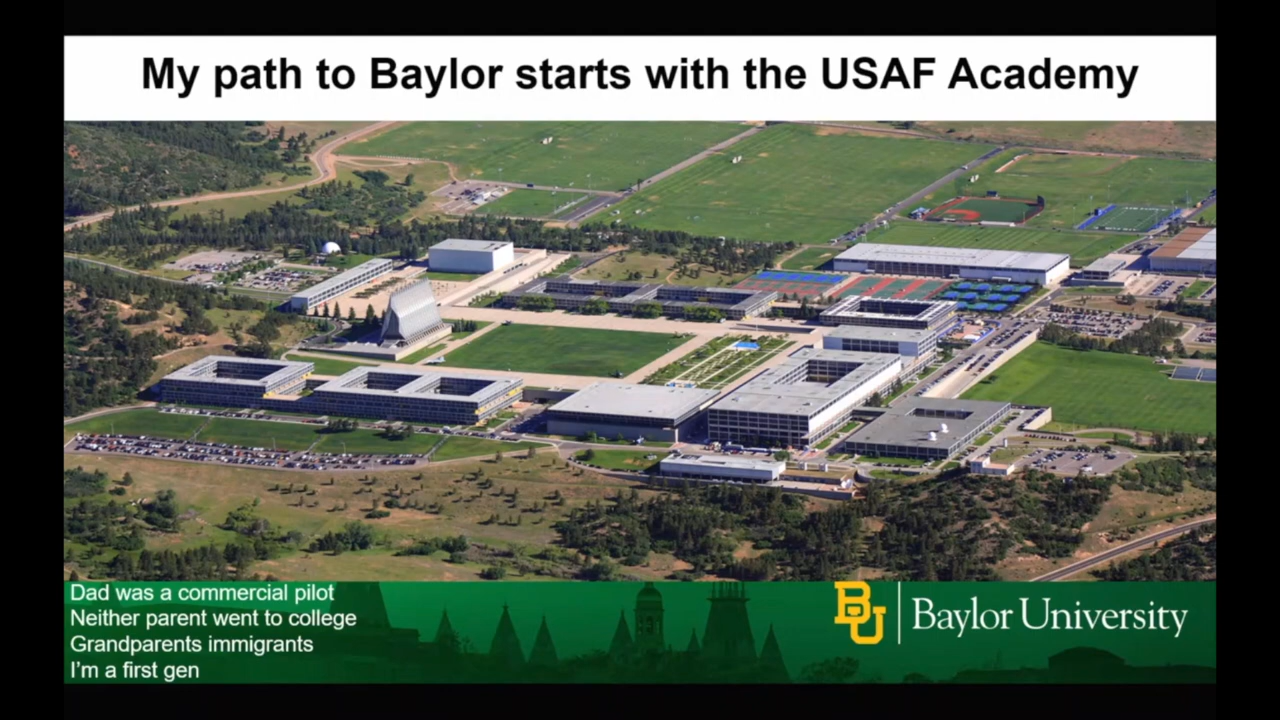 My path to Baylor starts with the USAF Academy
Dad was a commercial pilot
Neither parent went to college
Grandparents immigrants
I'm a first gen
BU
Baylor University